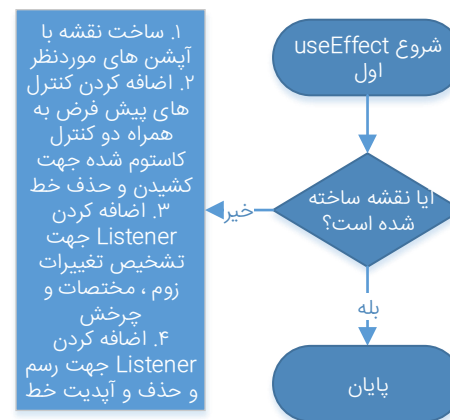 شروع useEffect
اول
آیا نقشه ساخته
شده است؟
خیر
۱. ساخت نقشه با
آپشن های موردنظر
۲. اضافه کردن کنترل
های پیش فرض به
همراه دو کنترل
کاستوم شده جهت
کشیدن و حذف خط
۳. اضافه کردن
Listener جهت
تشخیص تغییرات
زوم ، مختصات و
چرخش
۴. اضافه کردن
Listener جهت رسم
و حذف و آپدیت خط
بله
پایان